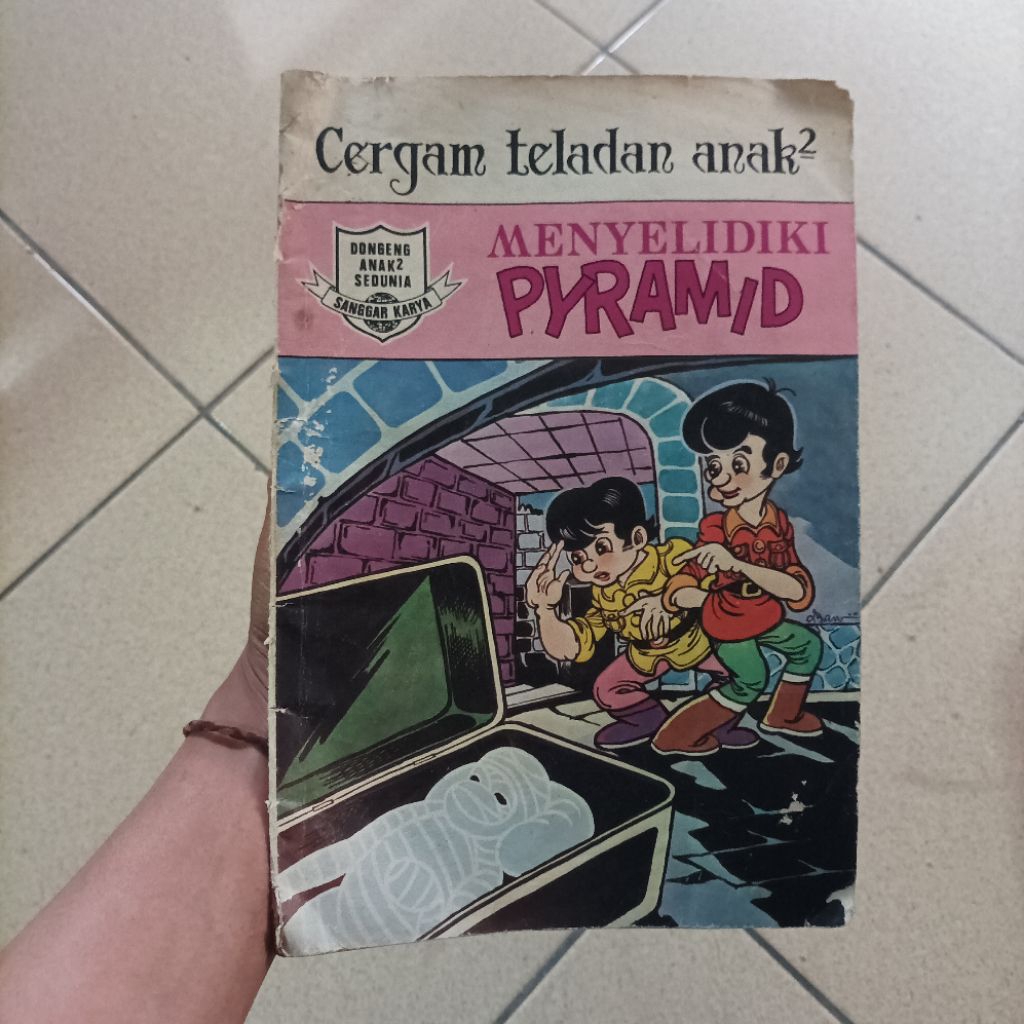 Cergam teladan anak²
DONGENG
ANAK2
SEDUNIA
SANGGAR KARYA
MENYELIDIKI
PYRAMID